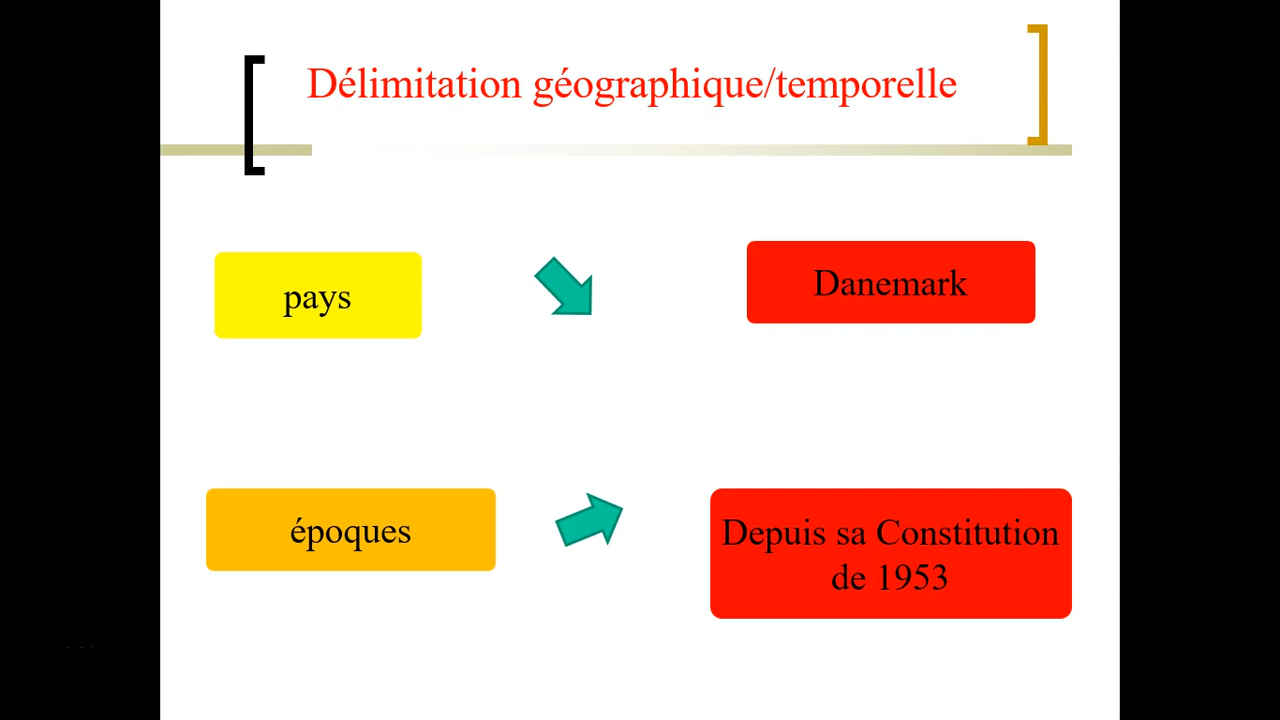 Délimitation géographique/temporelle
pays
Danemark
époques
Depuis sa Constitution
de 1953